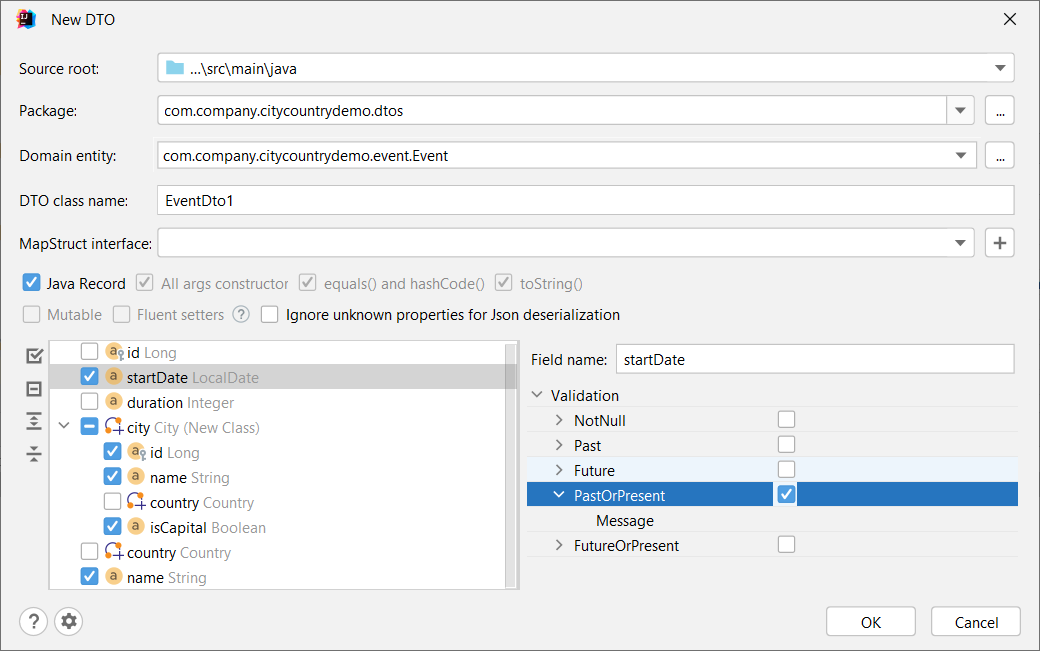 New DTO
Source root: ...\src\main\java
Package: com.company.citycountrydemo.dtos ...
Domain entity: com.company.citycountrydemo.event.Event ...
DTO class name: EventDto1
MapStruct interface:
Java Record All args constructor equals() and hashCode() toString()
Mutable Fluent setters ? Ignore unknown properties for Json deserialization
a id Long
a startDate LocalDate
a duration Integer
city City (New Class)
a id Long
a name String
country Country
a isCapital Boolean
country Country
a name String
Field name: startDate
Validation
NotNull
Past
Future
PastOrPresent
Message
FutureOrPresent
? OK Cancel